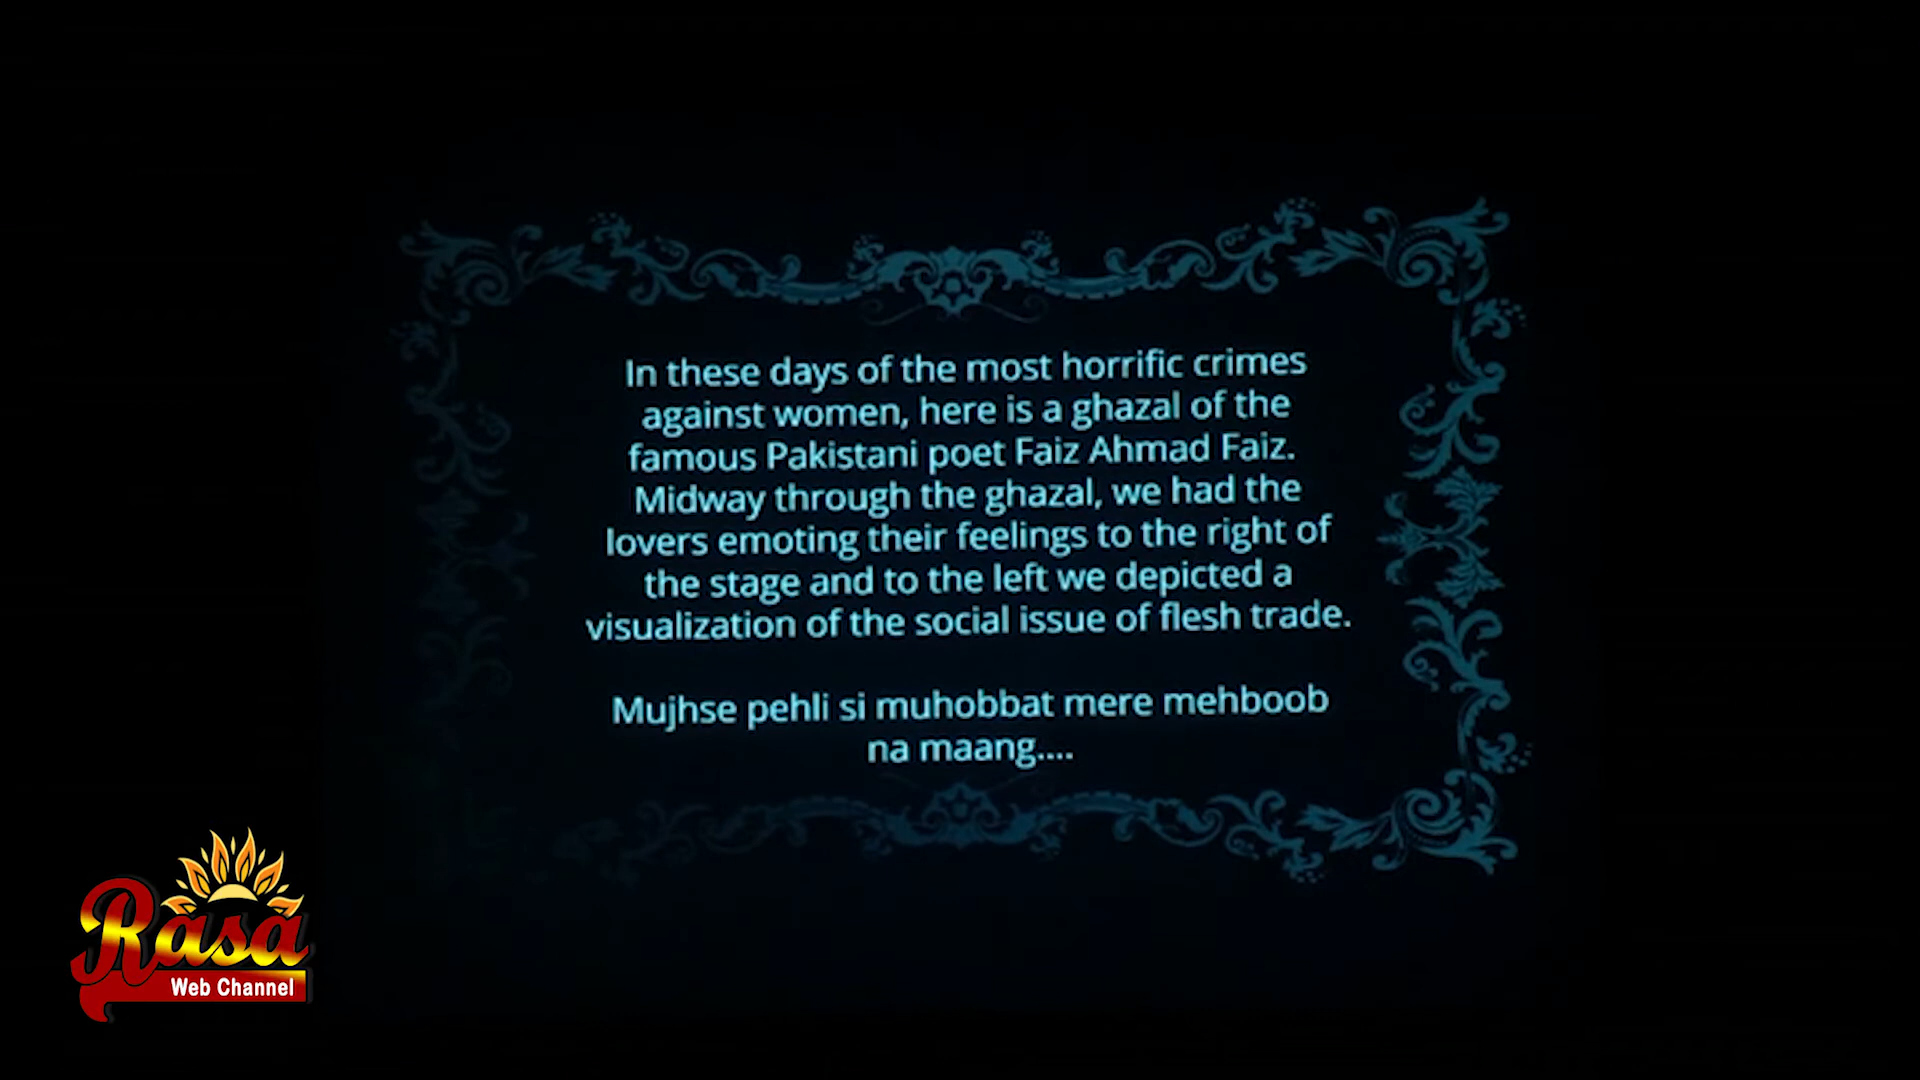 In these days of the most horrific crimes
against women, here is a ghazal of the
famous Pakistani poet Faiz Ahmad Faiz.
Midway through the ghazal, we had the
lovers emoting their feelings to the right of
the stage and to the left we depicted a
visualization of the social issue of flesh trade.
Mujhse pehli si muhobbat mere mehboob
na maang....
Rasa
Web Channel